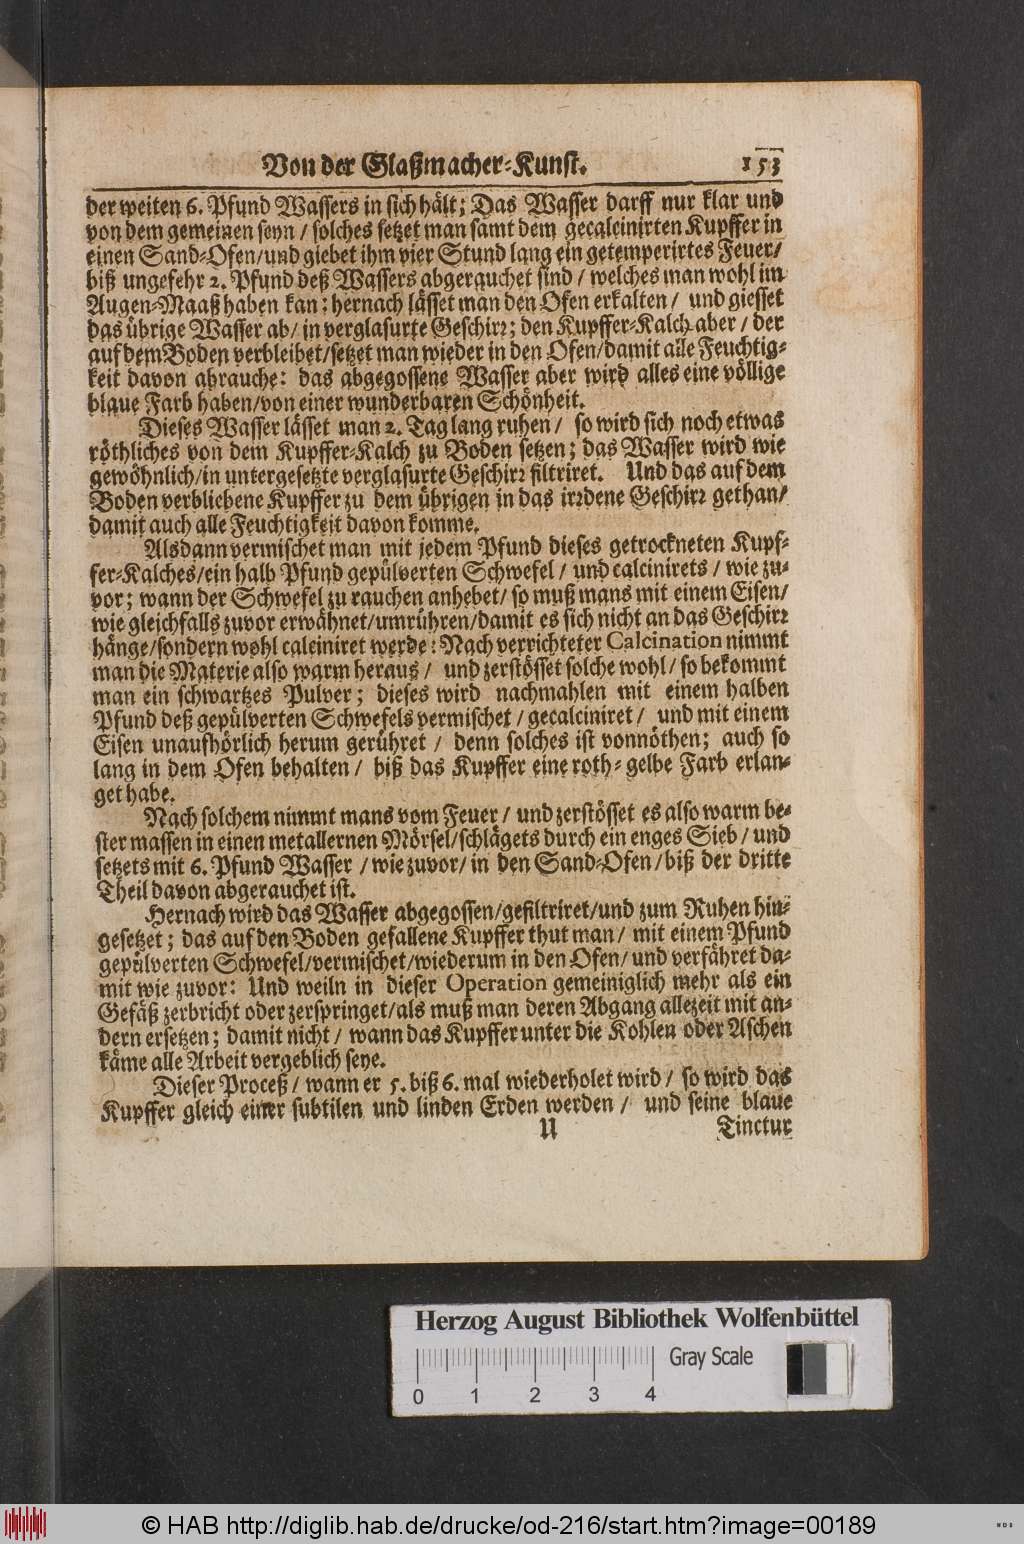 Von der Glaßmacher-Kunst. 153
der weiten 6. Pfund Wassers in sich hält; Das Wasser darff nur klar und
von dem gemeinen seyn / solches setzet man samt dem gecalcinirten Kupffer in
einen Sand-Ofen/und giebet ihm vier Stund lang ein getemperirtes Feuer/
biß ungefehr 2. Pfund deß Wassers abgerauchet sind / welches man wohl im
Augen-Maaß haben kan; hernach lässet man den Ofen erkalten / und giesset
das übrige Wasser ab/ in verglasurte Geschirr; den Kupffer-Kalch aber / der
auf dem Boden verbleibet/setzet man wieder in den Ofen/damit alle Feuchtig-
keit davon abrauche: das abgegossene Wasser aber wird alles eine völlige
blaue Farb haben/von einer wunderbaren Schönheit.
Dieses Wasser lässet man 2. Tag lang ruhen / so wird sich noch etwas
röthliches von dem Kupffer-Kalch zu Boden setzen; das Wasser wird wie
gewöhnlich/in untergesetzte verglasurte Geschirr filtriret. Und das auf dem
Boden verbliebene Kupffer zu dem übrigen in das irrdene Geschirr gethan/
damit auch alle Feuchtigkeit davon komme.
Alsdann vermischet man mit jedem Pfund dieses getrockneten Kupf-
fer-Kalches/ein halb Pfund gepülverten Schwefel / und calcinirets / wie zu-
vor; wann der Schwefel zu rauchen anhebet/ so muß mans mit einem Eisen/
wie gleichfalls zuvor erwähnet/umrühren/damit es sich nicht an das Geschirr
hänge/sondern wohl calciniret werde: Nach verrichteter Calcination nimmt
man die Materie also warm heraus / und zerstösset solche wohl/ so bekommt
man ein schwartzes Pulver; dieses wird nachmahlen mit einem halben
Pfund deß gepülverten Schwefels vermischet / gecalciniret / und mit einem
Eisen unaufhörlich herum gerühret / denn solches ist vonnöthen; auch so
lang in dem Ofen behalten / biß das Kupffer eine roth-gelbe Farb erlan-
get habe.
Nach solchem nimmt mans vom Feuer / und zerstösset es also warm be-
ster massen in einen metallernen Mörsel/schlägets durch ein enges Sieb / und
setzets mit 6. Pfund Wasser / wie zuvor/ in den Sand-Ofen/biß der dritte
Theil davon abgerauchet ist.
Hernach wird das Wasser abgegossen/gefiltriret/und zum Ruhen hin-
gesetzet; das auf den Boden gefallene Kupffer thut man / mit einem Pfund
gepülverten Schwefel/vermischet/wiederum in den Ofen/ und verfähret da-
mit wie zuvor: Und weiln in dieser Operation gemeiniglich mehr als ein
Gefäß zerbricht oder zerspringet/als muß man deren Abgang allezeit mit an-
dern ersetzen; damit nicht / wann das Kupffer unter die Kohlen oder Aschen
käme alle Arbeit vergeblich seye.
Dieser Proceß / wann er 5. biß 6. mal wiederholet wird / so wird das
Kupffer gleich einer subtilen und linden Erden werden / und seine blaue
U Tinctur
Herzog August Bibliothek Wolfenbüttel
Gray Scale
0 1 2 3 4
© HAB http://diglib.hab.de/drucke/od-216/start.htm?image=00189